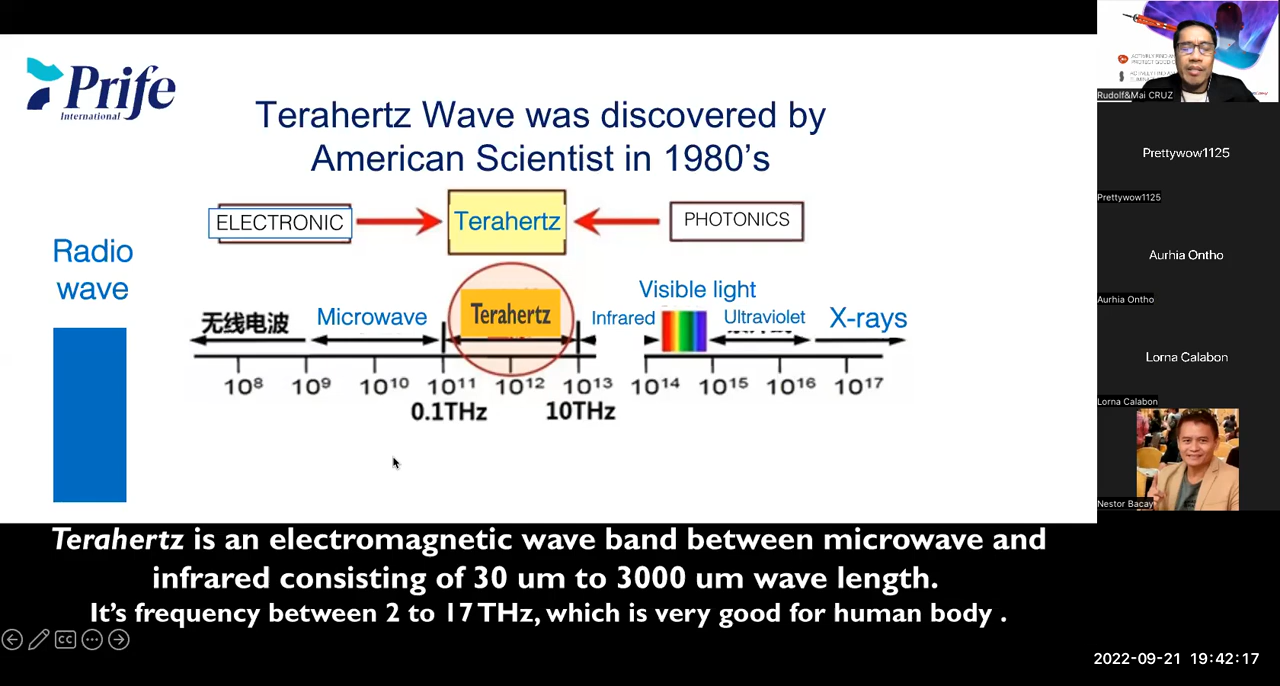 Prife
International
Terahertz Wave was discovered by
American Scientist in 1980's
ELECTRONIC
Terahertz
PHOTONICS
Radio
wave
无线电波
Microwave
Terahertz
Infrared
Visible light
Ultraviolet
X-rays
10⁸ 10⁹ 10¹⁰ 10¹¹ 10¹² 10¹³ 10¹⁴ 10¹⁵ 10¹⁶ 10¹⁷
0.1THz 10THz
Terahertz is an electromagnetic wave band between microwave and
infrared consisting of 30 um to 3000 um wave length.
It's frequency between 2 to 17 THz, which is very good for human body .
CC
Rudolf&Mai CRUZ
Prettywow1125
Prettywow1125
Aurhia Ontho
Aurhia Ontho
Lorna Calabon
Lorna Calabon
Nestor Bacay
2022-09-21 19:42:17